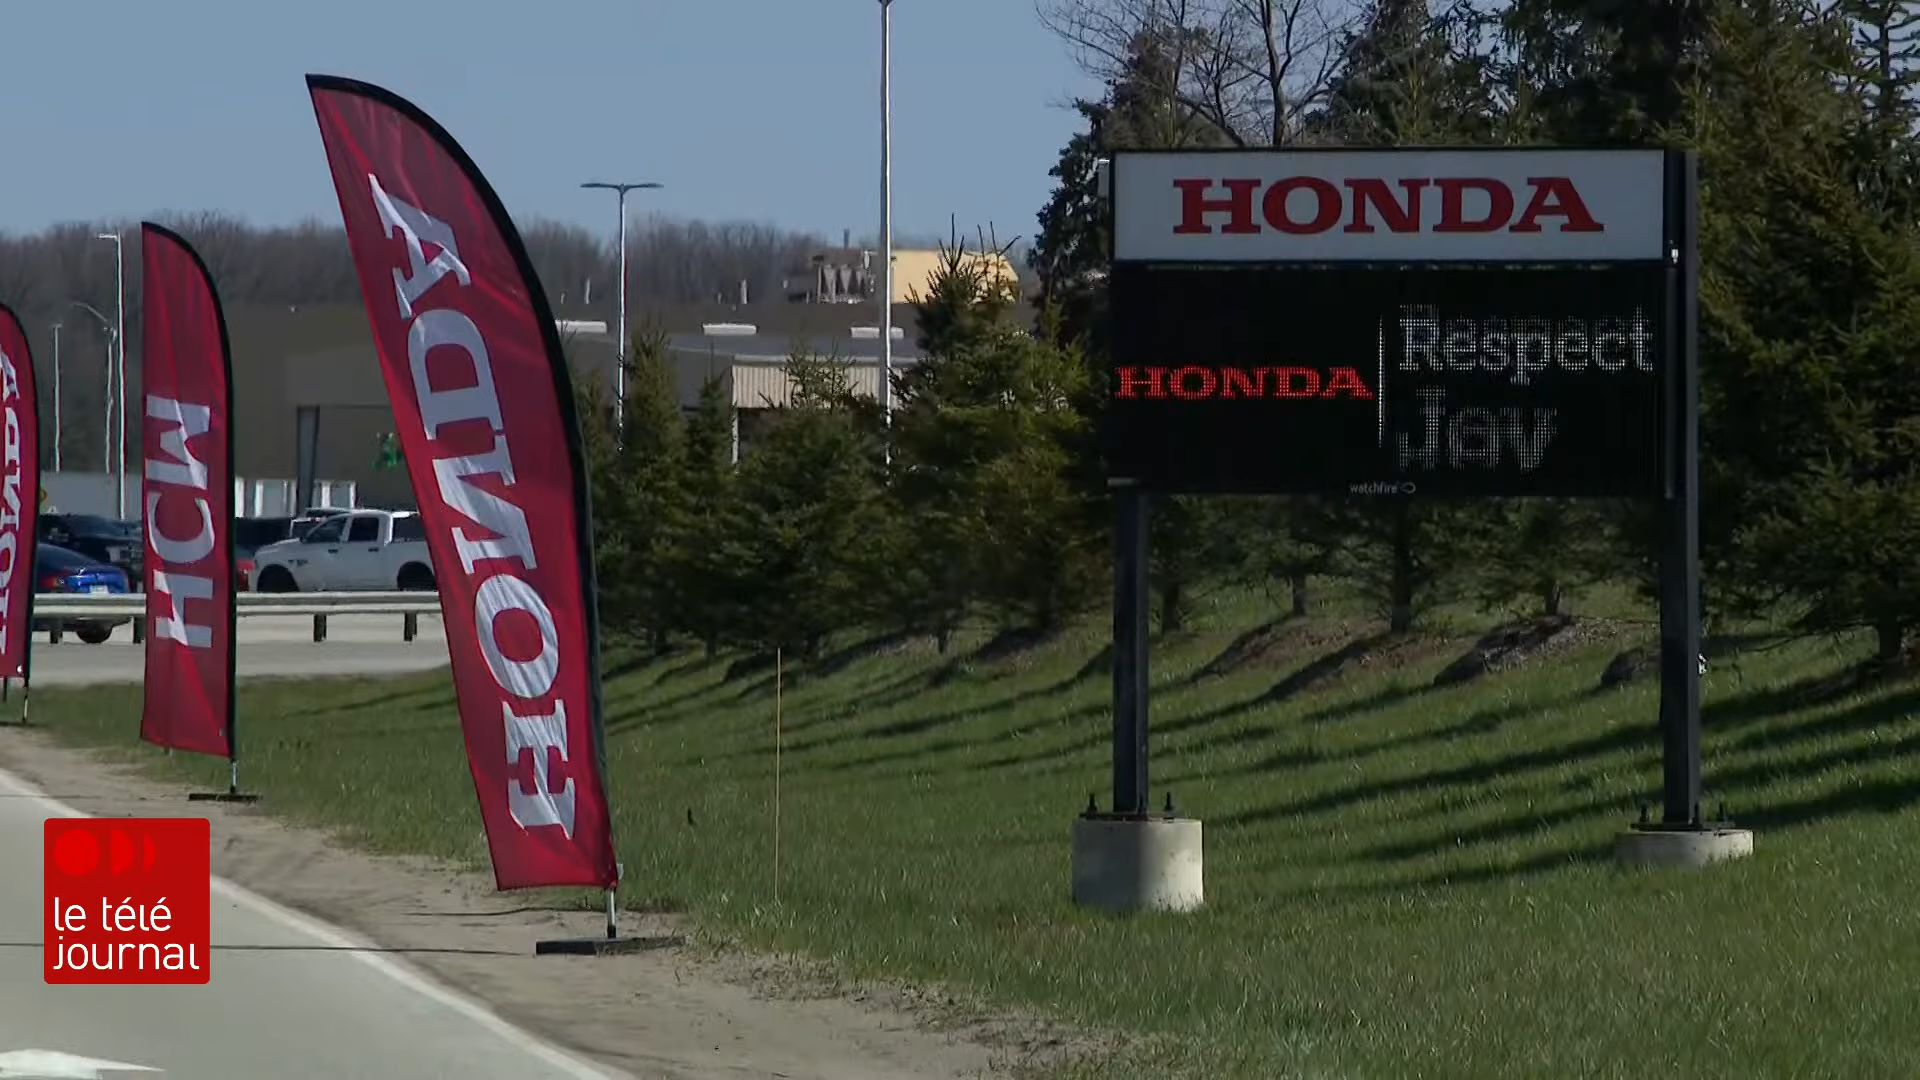 HONDA
HCM
HONDA
HONDA
HONDA
Respect
Joy
watchfire
le télé
journal